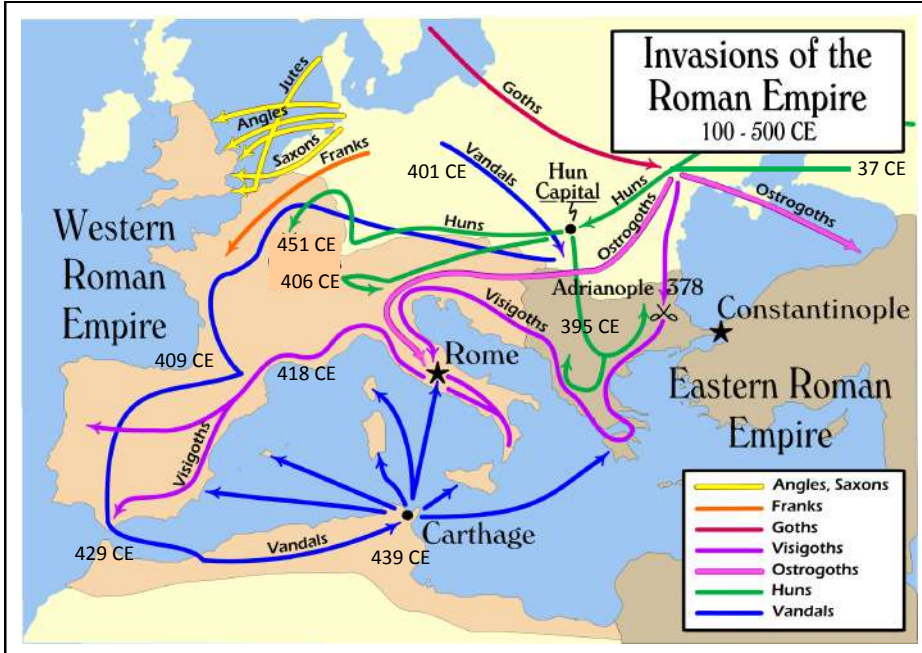 Invasions of the
Roman Empire
100 - 500 CE
Jutes
Angles
Saxons
Franks
Goths
Vandals
401 CE
Hun
Capital
Huns
37 CE
Ostrogoths
Huns
Ostrogoths
Western
Roman
Empire
451 CE
406 CE
Visigoths
Adrianople 378
395 CE
Constantinople
Rome
409 CE
418 CE
Eastern Roman
Empire
Visigoths
Carthage
Vandals
429 CE
439 CE
Angles, Saxons
Franks
Goths
Visigoths
Ostrogoths
Huns
Vandals